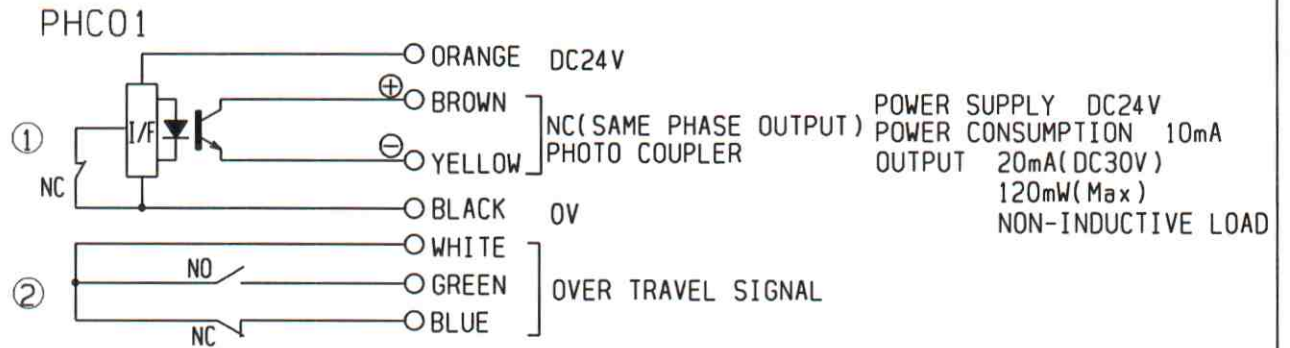 PHC01
ORANGE DC24V
⊕ BROWN
I/F
① NC
⊖ YELLOW
NC(SAME PHASE OUTPUT)
PHOTO COUPLER
POWER SUPPLY DC24V
POWER CONSUMPTION 10mA
OUTPUT 20mA(DC30V)
120mW(Max)
NON-INDUCTIVE LOAD
BLACK 0V
WHITE
② NO
GREEN
OVER TRAVEL SIGNAL
BLUE
NC